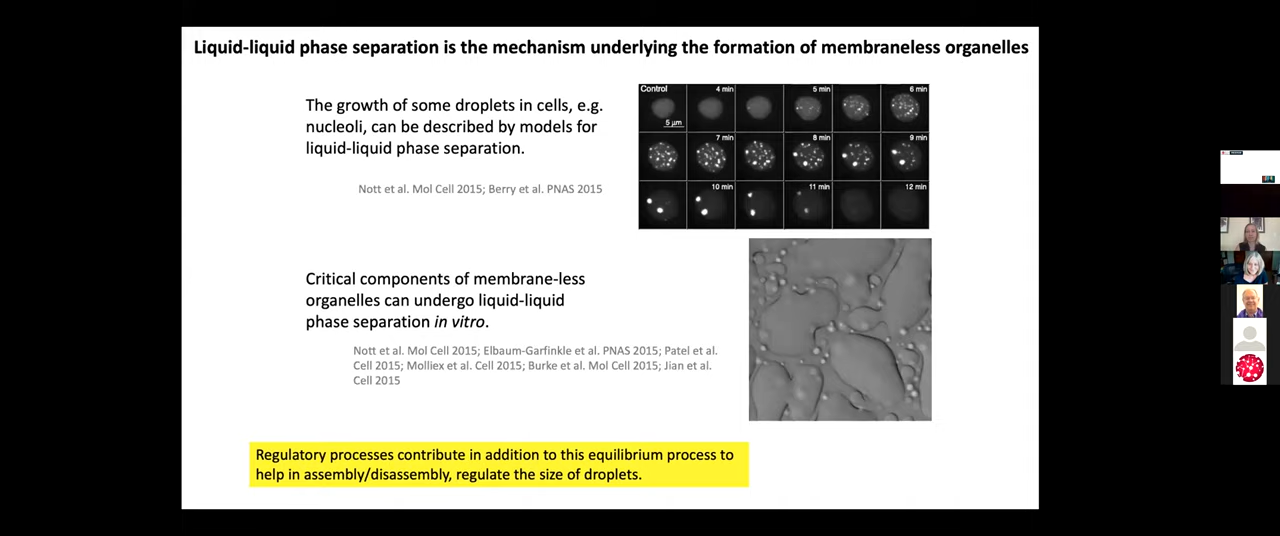 Liquid-liquid phase separation is the mechanism underlying the formation of membraneless organelles
The growth of some droplets in cells, e.g.
nucleoli, can be described by models for
liquid-liquid phase separation.
Nott et al. Mol Cell 2015; Berry et al. PNAS 2015
Control
4 min
5 min
6 min
5 µm
7 min
8 min
9 min
10 min
11 min
12 min
Critical components of membrane-less
organelles can undergo liquid-liquid
phase separation in vitro.
Nott et al. Mol Cell 2015; Elbaum-Garfinkle et al. PNAS 2015; Patel et al.
Cell 2015; Molliex et al. Cell 2015; Burke et al. Mol Cell 2015; Jian et al.
Cell 2015
Regulatory processes contribute in addition to this equilibrium process to
help in assembly/disassembly, regulate the size of droplets.